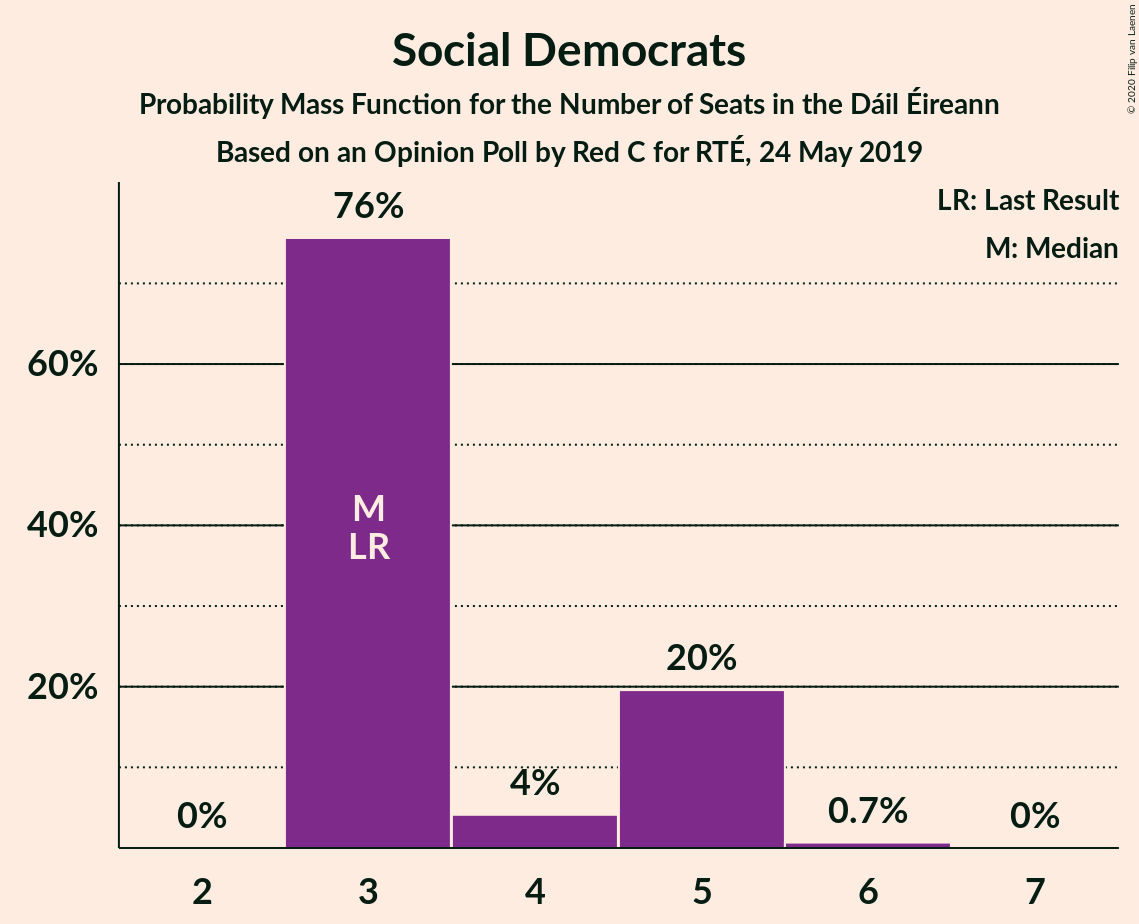 Social Democrats
Probability Mass Function for the Number of Seats in the Dáil Éireann
Based on an Opinion Poll by Red C for RTÉ, 24 May 2019
© 2020 Filip van Laenen
LR: Last Result
M: Median
76%
60%
40%
20%
M
LR
0%
4%
20%
0.7%
0%
2
3
4
5
6
7